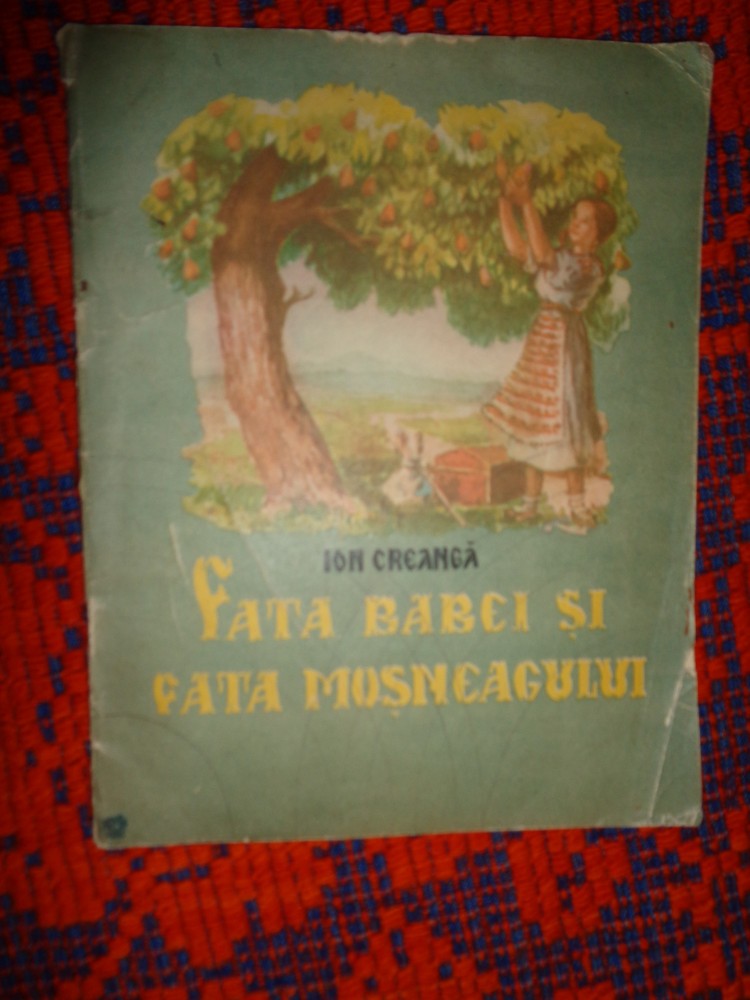 ION CREANGĂ
FATA BABEI ȘI
FATA MOȘNEAGULUI